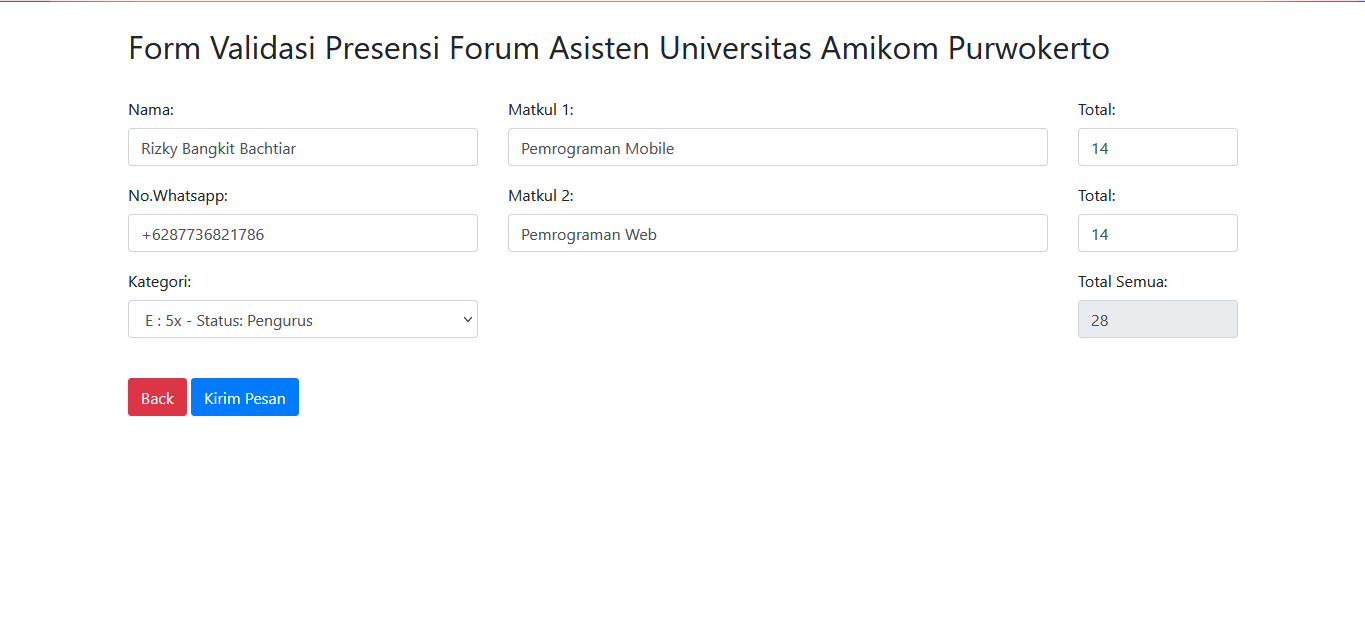 Form Validasi Presensi Forum Asisten Universitas Amikom Purwokerto
Nama:
Matkul 1:
Total:
Rizky Bangkit Bachtiar
Pemrograman Mobile
14
No.Whatsapp:
Matkul 2:
Total:
+6287736821786
Pemrograman Web
14
Kategori:
Total Semua:
E : 5x - Status: Pengurus
28
Back
Kirim Pesan